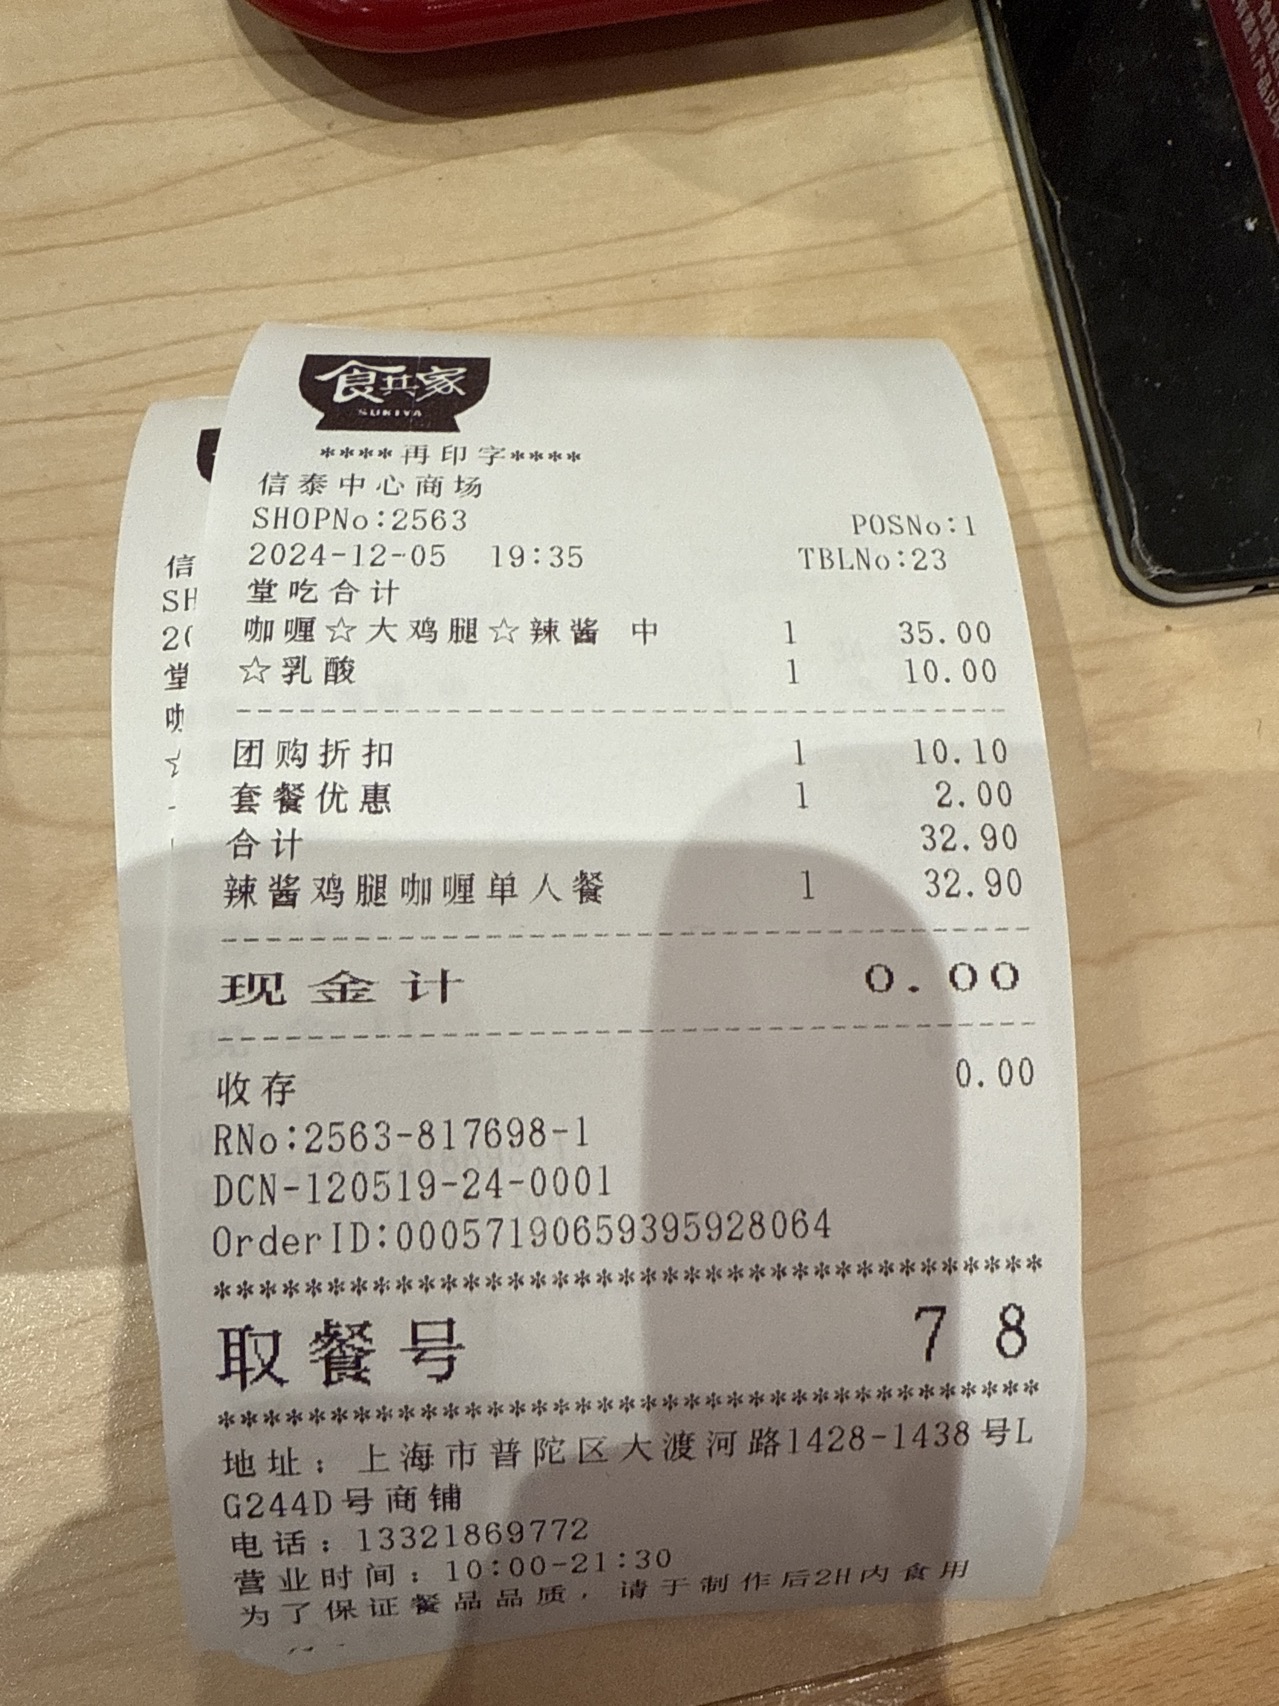 食其家
SUKIYA
****再印字****
信泰中心商场
SHOPNo:2563 POSNo:1
2024-12-05 19:35 TBLNo:23
堂吃合计
咖喱☆大鸡腿☆辣酱 中 1 35.00
☆乳酸 1 10.00
团购折扣 1 10.10
套餐优惠 1 2.00
合计 32.90
辣酱鸡腿咖喱单人餐 1 32.90
现金计 0.00
收存 0.00
RNo:2563-817698-1
DCN-120519-24-0001
OrderID:00057190659395928064
****************************************
取餐号 78
****************************************
地址：上海市普陀区大渡河路1428-1438号L
G244D号商铺
电话：13321869772
营业时间：10:00-21:30
为了保证餐品品质，请于制作后2H内食用
信
SH
20
堂
咖
☆